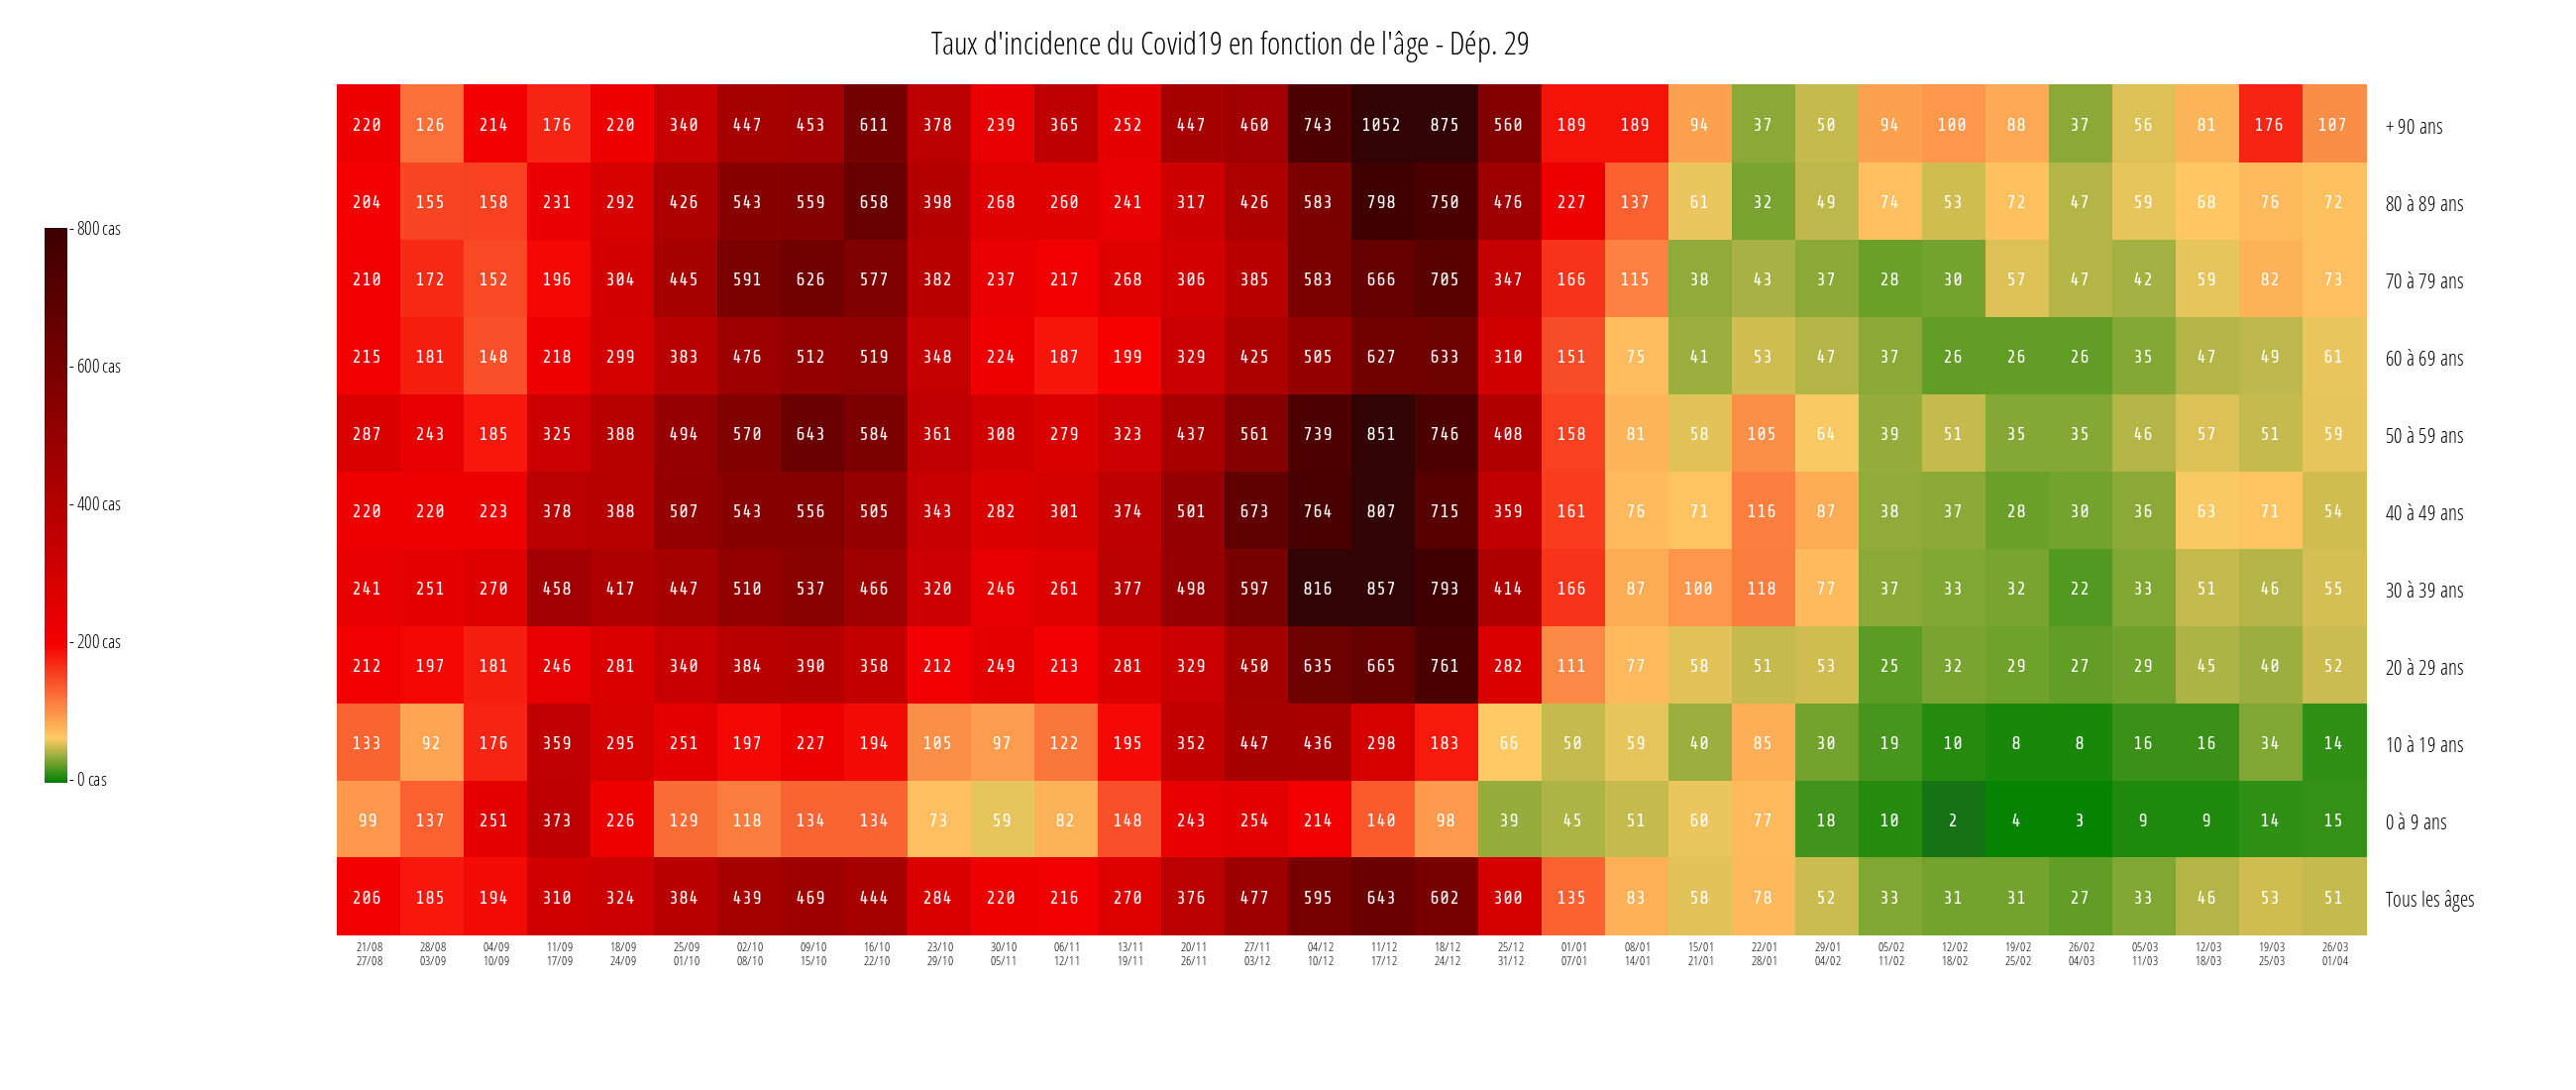 Taux d'incidence du Covid19 en fonction de l'âge - Dép. 29
220 126 214 176 220 340 447 453 611 378 239 365 252 447 460 743 1052 875 560 189 189 94 37 50 94 100 88 37 56 81 176 107 + 90 ans
204 155 158 231 292 426 543 559 658 398 268 260 241 317 426 583 798 750 476 227 137 61 32 49 74 53 72 47 59 68 76 72 80 à 89 ans
- 800 cas
210 172 152 196 304 445 591 626 577 382 237 217 268 306 385 583 666 705 347 166 115 38 43 37 28 30 57 47 42 59 82 73 70 à 79 ans
215 181 148 218 299 383 476 512 519 348 224 187 199 329 425 505 627 633 310 151 75 41 53 47 37 26 26 26 35 47 49 61 60 à 69 ans
- 600 cas
287 243 185 325 388 494 570 643 584 361 308 279 323 437 561 739 851 746 408 158 81 58 105 64 39 51 35 35 46 57 51 59 50 à 59 ans
- 400 cas
220 220 223 378 388 507 543 556 505 343 282 301 374 501 673 764 807 715 359 161 76 71 116 87 38 37 28 30 36 63 71 54 40 à 49 ans
241 251 270 458 417 447 510 537 466 320 246 261 377 498 597 816 857 793 414 166 87 100 118 77 37 33 32 22 33 51 46 55 30 à 39 ans
- 200 cas
212 197 181 246 281 340 384 390 358 212 249 213 281 329 450 635 665 761 282 111 77 58 51 53 25 32 29 27 29 45 40 52 20 à 29 ans
133 92 176 359 295 251 197 227 194 105 97 122 195 352 447 436 298 183 66 50 59 40 85 30 19 10 8 8 16 16 34 14 10 à 19 ans
- 0 cas
99 137 251 373 226 129 118 134 134 73 59 82 148 243 254 214 140 98 39 45 51 60 77 18 10 2 4 3 9 9 14 15 0 à 9 ans
206 185 194 310 324 384 439 469 444 284 220 216 270 376 477 595 643 602 300 135 83 58 78 52 33 31 31 27 33 46 53 51 Tous les âges
21/08 28/08 04/09 11/09 18/09 25/09 02/10 09/10 16/10 23/10 30/10 06/11 13/11 20/11 27/11 04/12 11/12 18/12 25/12 01/01 08/01 15/01 22/01 29/01 05/02 12/02 19/02 26/02 05/03 12/03 19/03 26/03
27/08 03/09 10/09 17/09 24/09 01/10 08/10 15/10 22/10 29/10 05/11 12/11 19/11 26/11 03/12 10/12 17/12 24/12 31/12 07/01 14/01 21/01 28/01 04/02 11/02 18/02 25/02 04/03 11/03 18/03 25/03 01/04